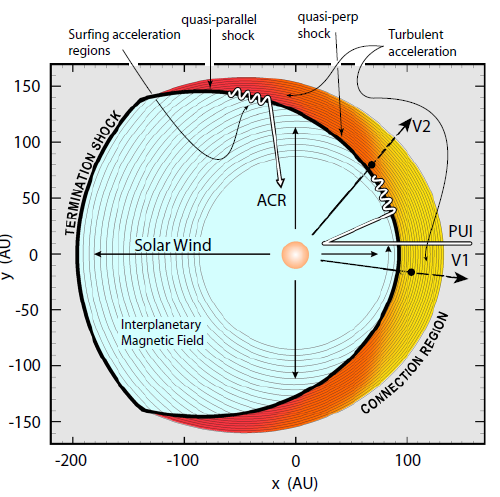 quasi-parallel
shock
quasi-perp
shock
Surfing acceleration
regions
Turbulent
acceleration
TERMINATION SHOCK
V2
ACR
PUI
V1
Solar Wind
Interplanetary
Magnetic Field
CONNECTION REGION
y (AU)
150
100
50
0
-50
-100
-150
-200
-100
0
100
x (AU)